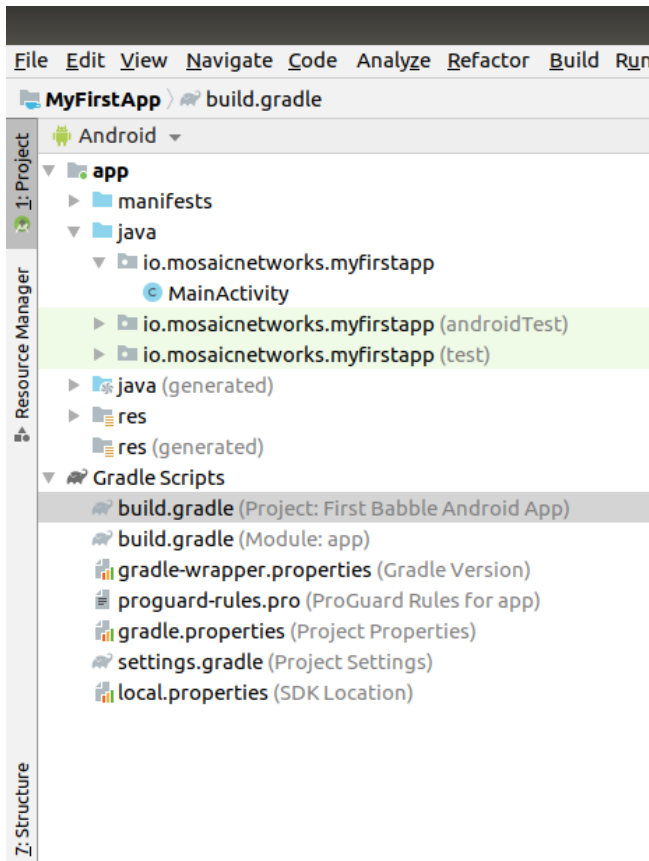 File Edit View Navigate Code Analyze Refactor Build Run
MyFirstApp build.gradle
Android
1: Project
Resource Manager
7: Structure
app
manifests
java
io.mosaicnetworks.myfirstapp
C MainActivity
io.mosaicnetworks.myfirstapp (androidTest)
io.mosaicnetworks.myfirstapp (test)
java (generated)
res
res (generated)
Gradle Scripts
build.gradle (Project: First Babble Android App)
build.gradle (Module: app)
gradle-wrapper.properties (Gradle Version)
proguard-rules.pro (ProGuard Rules for app)
gradle.properties (Project Properties)
settings.gradle (Project Settings)
local.properties (SDK Location)